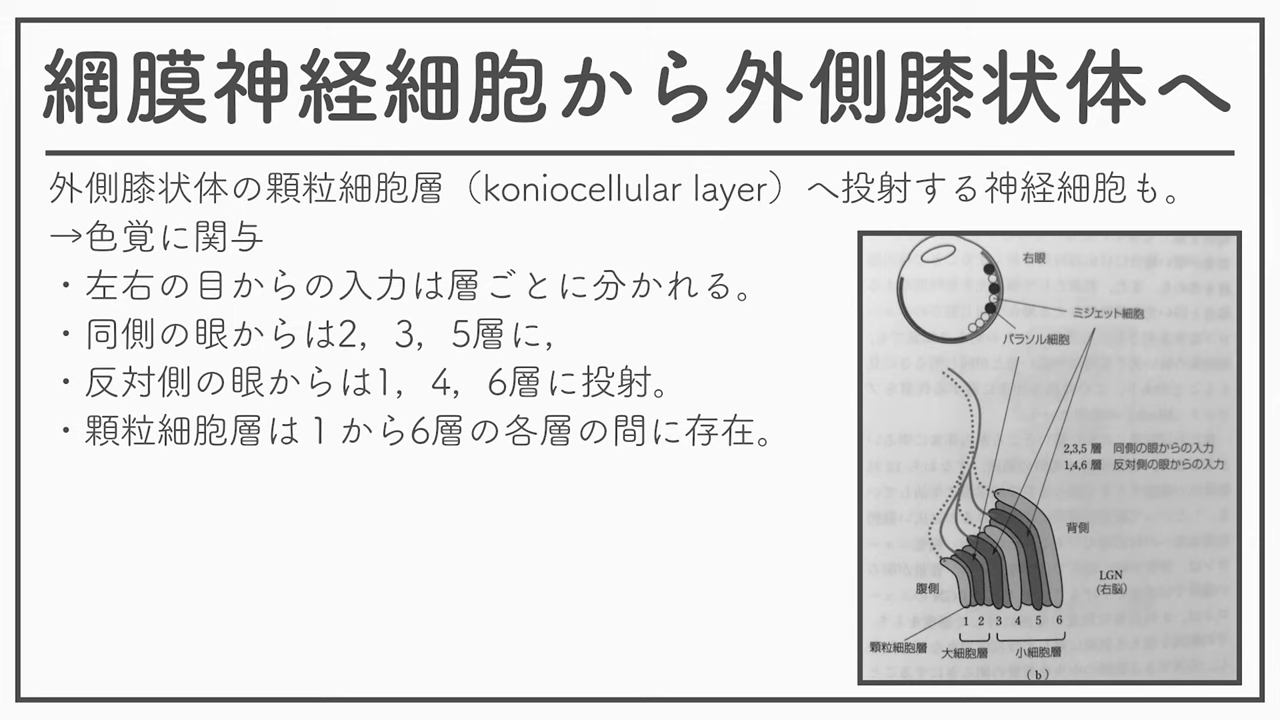 網膜神経細胞から外側膝状体へ
外側膝状体の顆粒細胞層（koniocellular layer）へ投射する神経細胞も。
→色覚に関与
・左右の目からの入力は層ごとに分かれる。
・同側の眼からは2，3，5層に，
・反対側の眼からは1，4，6層に投射。
・顆粒細胞層は１から6層の各層の間に存在。
右眼
ミジェット細胞
パラソル細胞
2,3,5 層 同側の眼からの入力
1,4,6 層 反対側の眼からの入力
背側
腹側
LGN
（右脳）
1 2 3 4 5 6
顆粒細胞層
大細胞層
小細胞層
（b）